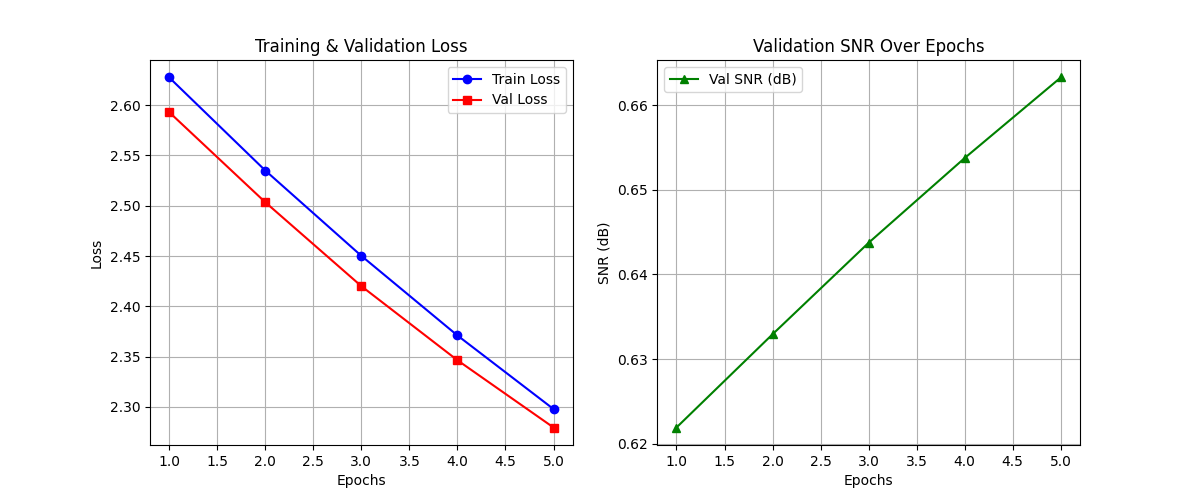 Training & Validation Loss
Train Loss
Val Loss
2.60
2.55
2.50
2.45
2.40
2.35
2.30
Loss
1.0 1.5 2.0 2.5 3.0 3.5 4.0 4.5 5.0
Epochs
Validation SNR Over Epochs
Val SNR (dB)
0.66
0.65
0.64
0.63
0.62
SNR (dB)
1.0 1.5 2.0 2.5 3.0 3.5 4.0 4.5 5.0
Epochs